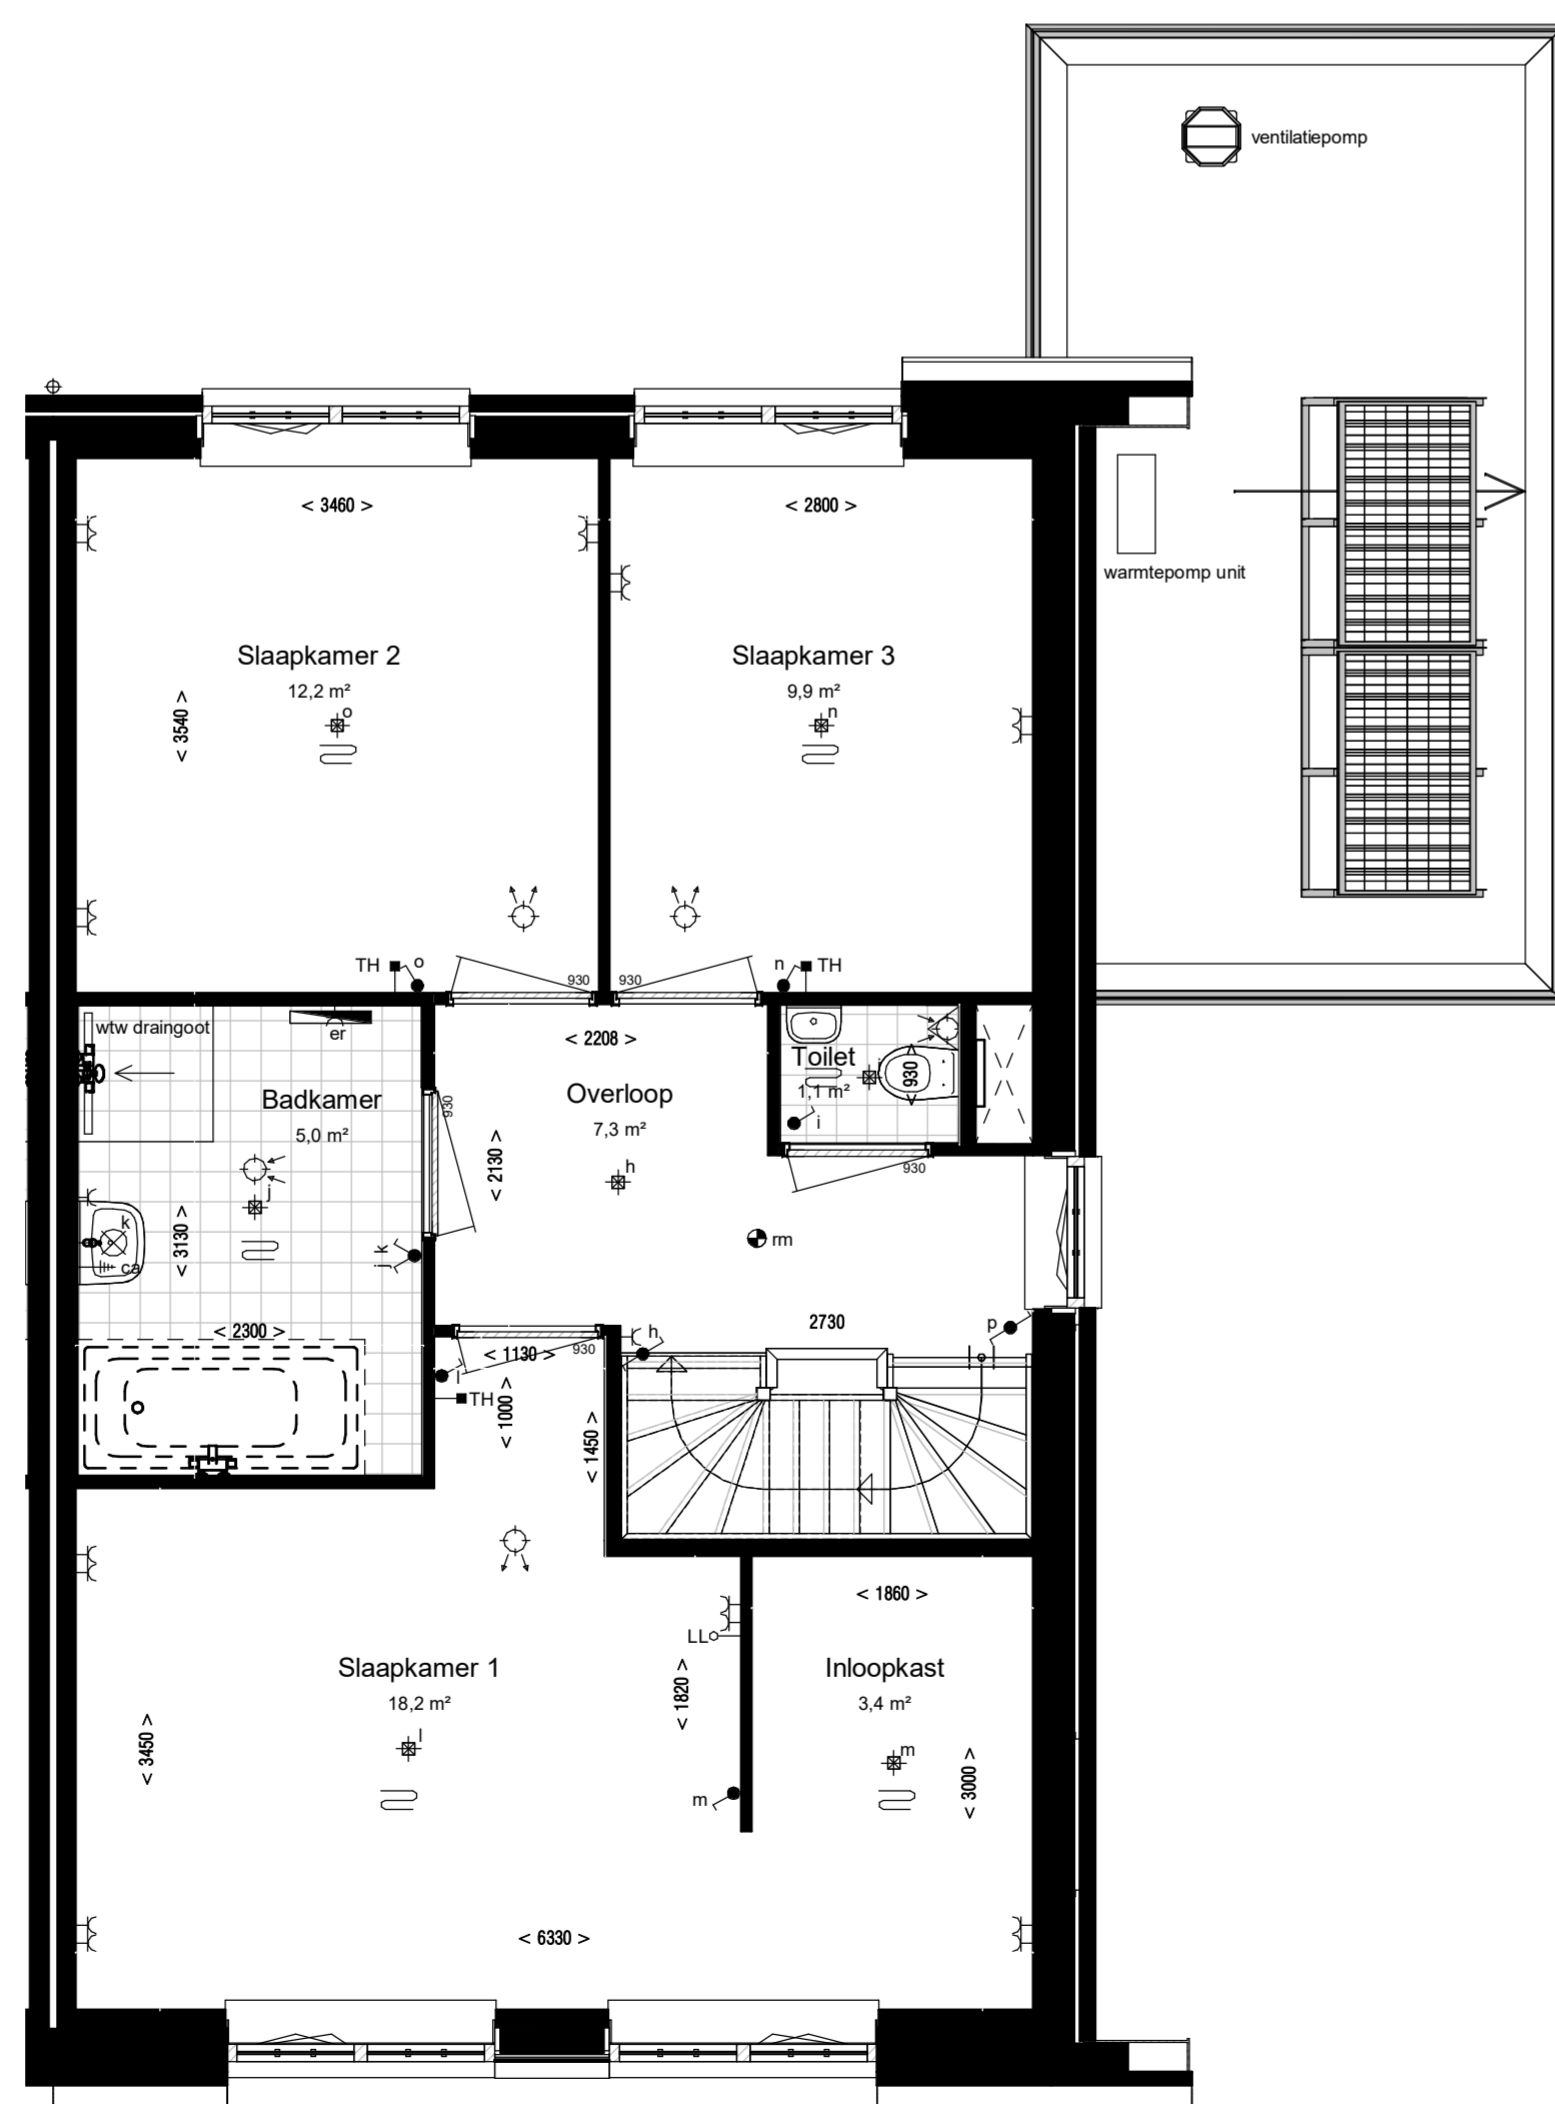 ventilatiepomp
< 3460 >
< 2800 >
warmtepomp unit
Slaapkamer 2
12,2 m²
o
< 3540 >
Slaapkamer 3
9,9 m²
n
TH
o
930
930
n
TH
wtw draingoot
er
< 2208 >
Toilet
1,1 m²
< 930 >
i
Badkamer
5,0 m²
930
Overloop
7,3 m²
< 2130 >
h
930
j
k
< 3130 >
ca
j k
rm
< 2300 >
< 1130 >
930
h
2730
p
l
TH
< 1000 >
< 1450 >
< 1860 >
LL
Slaapkamer 1
18,2 m²
l
< 1820 >
Inloopkast
3,4 m²
m
< 3450 >
m
< 3000 >
< 6330 >